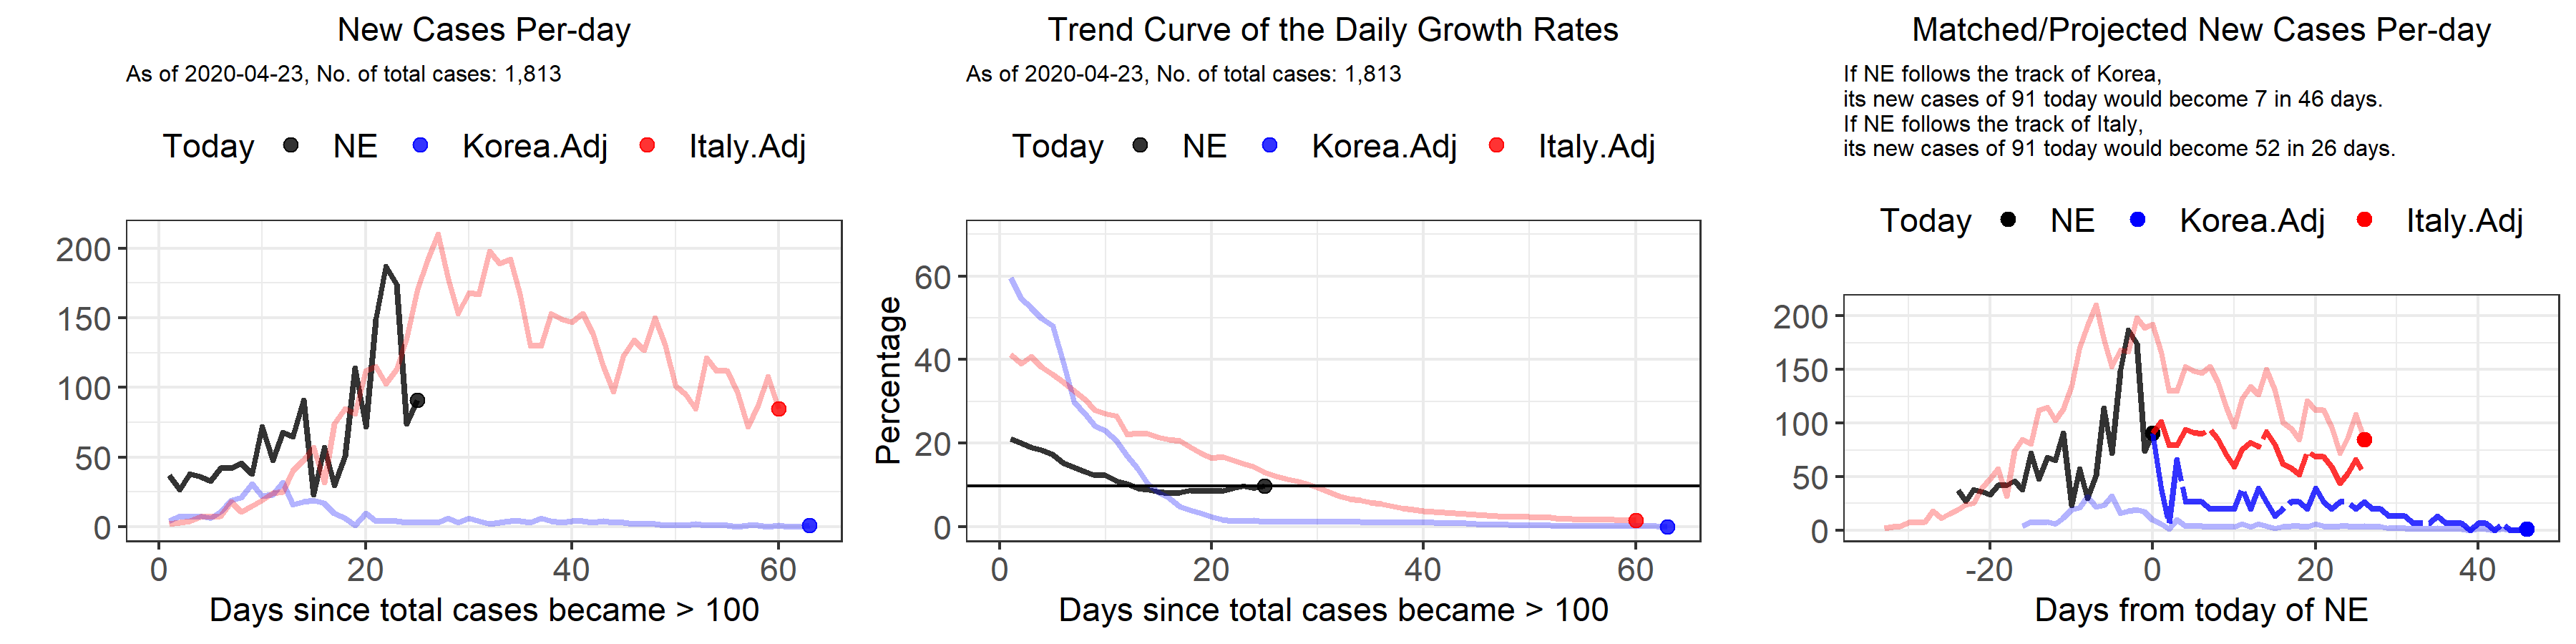 New Cases Per-day
As of 2020-04-23, No. of total cases: 1,813
Today NE Korea.Adj Italy.Adj
200
150
100
50
0
0 20 40 60
Days since total cases became > 100
Trend Curve of the Daily Growth Rates
As of 2020-04-23, No. of total cases: 1,813
Today NE Korea.Adj Italy.Adj
Percentage
60
40
20
0
0 20 40 60
Days since total cases became > 100
Matched/Projected New Cases Per-day
If NE follows the track of Korea,
its new cases of 91 today would become 7 in 46 days.
If NE follows the track of Italy,
its new cases of 91 today would become 52 in 26 days.
Today NE Korea.Adj Italy.Adj
200
150
100
50
0
-20 0 20 40
Days from today of NE